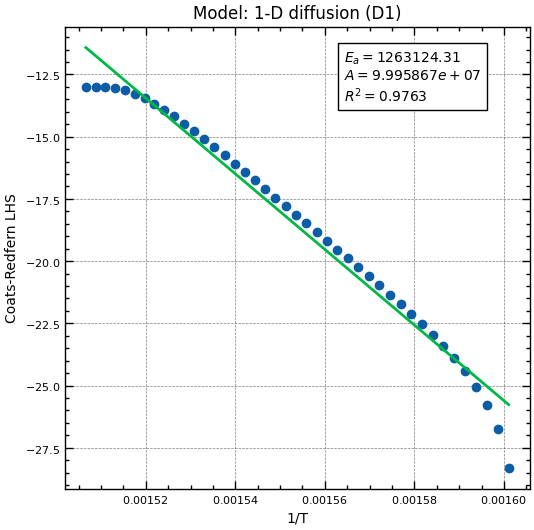 Model: 1-D diffusion (D1)
E_a = 1263124.31
A = 9.995867e + 07
R^2 = 0.9763
Coats-Redfern LHS
−12.5
−15.0
−17.5
−20.0
−22.5
−25.0
−27.5
0.00152 0.00154 0.00156 0.00158 0.00160
1/T